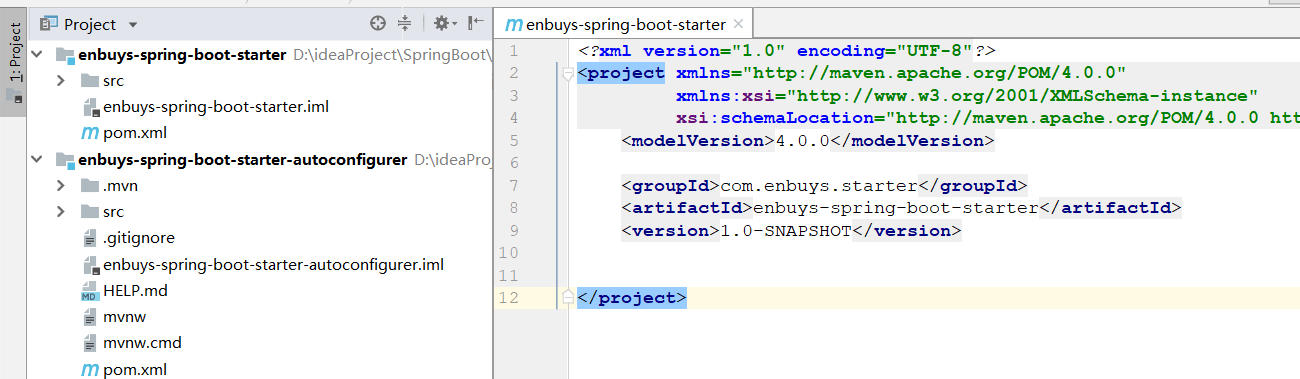 1: Project
Project
enbuys-spring-boot-starter D:\ideaProject\SpringBoot\
src
enbuys-spring-boot-starter.iml
pom.xml
enbuys-spring-boot-starter-autoconfigurer D:\ideaPro
.mvn
src
.gitignore
enbuys-spring-boot-starter-autoconfigurer.iml
MD HELP.md
mvnw
mvnw.cmd
pom.xml
enbuys-spring-boot-starter
1 <?xml version="1.0" encoding="UTF-8"?>
2 <project xmlns="http://maven.apache.org/POM/4.0.0"
3 xmlns:xsi="http://www.w3.org/2001/XMLSchema-instance"
4 xsi:schemaLocation="http://maven.apache.org/POM/4.0.0 htt
5 <modelVersion>4.0.0</modelVersion>
6
7 <groupId>com.enbuys.starter</groupId>
8 <artifactId>enbuys-spring-boot-starter</artifactId>
9 <version>1.0-SNAPSHOT</version>
10
11
12 </project>